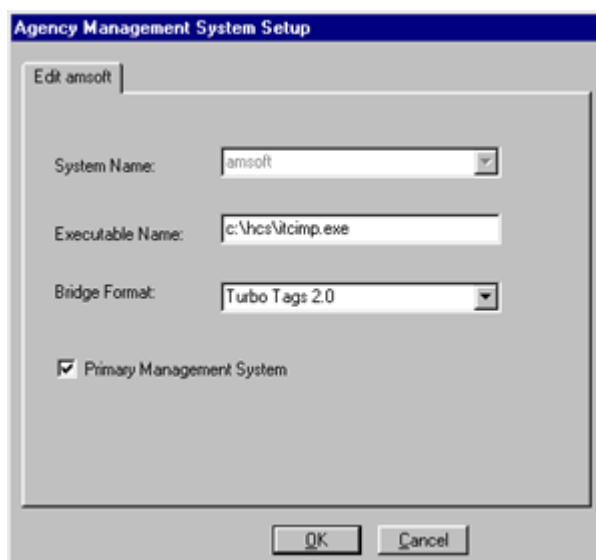 Agency Management System Setup
Edit amsoft
System Name: amsoft
Executable Name: c:\hcs\itcimp.exe
Bridge Format: Turbo Tags 2.0
Primary Management System
OK Cancel